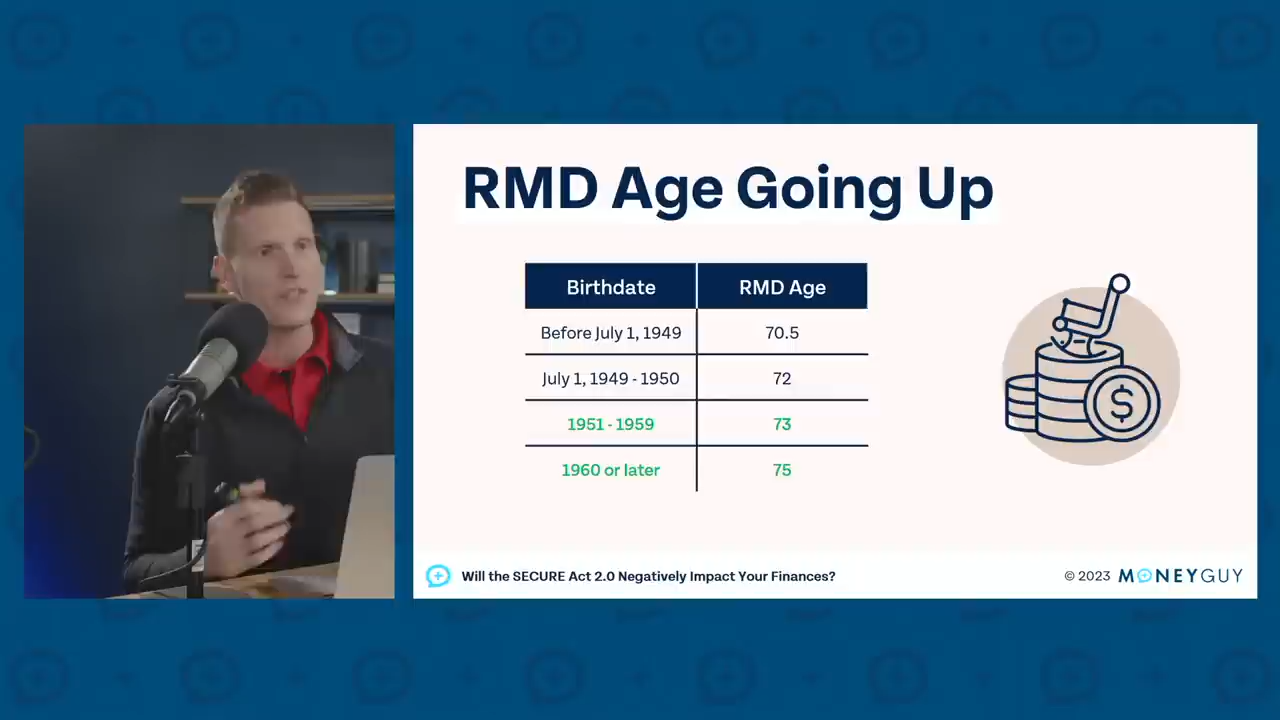 RMD Age Going Up
Birthdate RMD Age
Before July 1, 1949 70.5
July 1, 1949 - 1950 72
1951 - 1959 73
1960 or later 75
$
Will the SECURE Act 2.0 Negatively Impact Your Finances?
© 2023 MONEYGUY